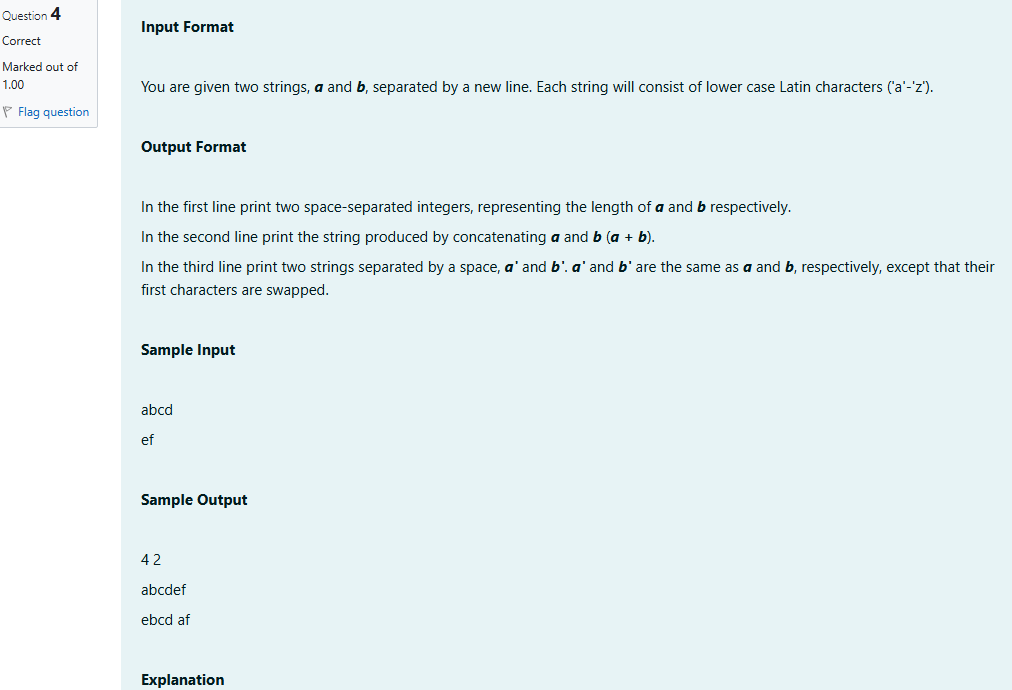 Question 4
Correct
Marked out of
1.00
Flag question
Input Format
You are given two strings, a and b, separated by a new line. Each string will consist of lower case Latin characters ('a'-'z').
Output Format
In the first line print two space-separated integers, representing the length of a and b respectively.
In the second line print the string produced by concatenating a and b (a + b).
In the third line print two strings separated by a space, a' and b'. a' and b' are the same as a and b, respectively, except that their
first characters are swapped.
Sample Input
abcd
ef
Sample Output
4 2
abcdef
ebcd af
Explanation